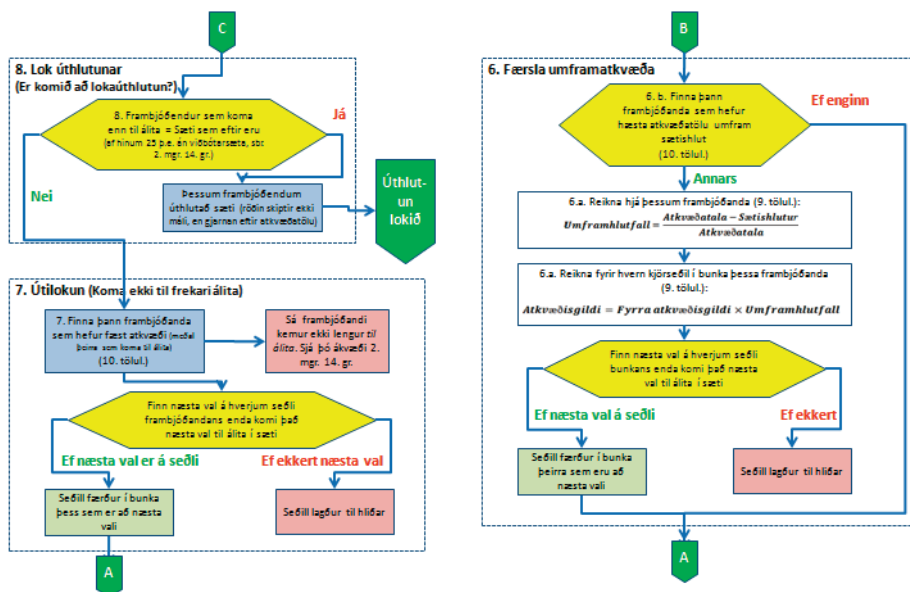 C
8. Lok úthlutunar
(Er komið að lokaúthlutun?)
8. Frambjóðendur sem koma
enn til álita = Sæti sem eftir eru
(af hinum 25 þ.e. án viðbótarsæta, sbr.
2. mgr. 14. gr.)
Já
Nei
Þessum frambjóðendum
úthlutað sæti (röðin skiptir ekki
máli, en gjarnan eftir atkvæðatölu)
Úthlut-
un
lokið
7. Útilokun (Koma ekki til frekari álita)
7. Finna þann frambjóðanda
sem hefur fæst atkvæði (meðal
þeirra sem koma til álita)
(10. tölul.)
Sá frambjóðandi
kemur ekki lengur til
álita. Sjá þó ákvæði 2.
mgr. 14. gr.
Finn næsta val á hverjum seðli
frambjóðandans enda komi það
næsta val til álita í sæti
Ef næsta val er á seðli
Ef ekkert næsta val
Seðill færður í bunka
þess sem er að næsta
vali
Seðill lagður til hliðar
A
B
6. Færsla umframatkvæða
6. b. Finna þann
frambjóðanda sem hefur
hæsta atkvæðatölu umfram
sætishlut
(10. tölul.)
Ef enginn
Annars
6.a. Reikna hjá þessum frambjóðanda (9. tölul.):
Umframhlutfall = Atkvæðatala − Sætishlutur
Atkvæðatala
6.a. Reikna fyrir hvern kjörseðil í bunka þessa frambjóðanda
(9. tölul.):
Atkvæðisgildi = Fyrra atkvæðisgildi × Umframhlutfall
Finn næsta val á hverjum seðli
bunkans enda komi það næsta
val til álita í sæti
Ef næsta val á seðli
Ef ekkert
Seðill færður í bunka
þeirra sem eru að
næsta vali
Seðill lagður til hliðar
A